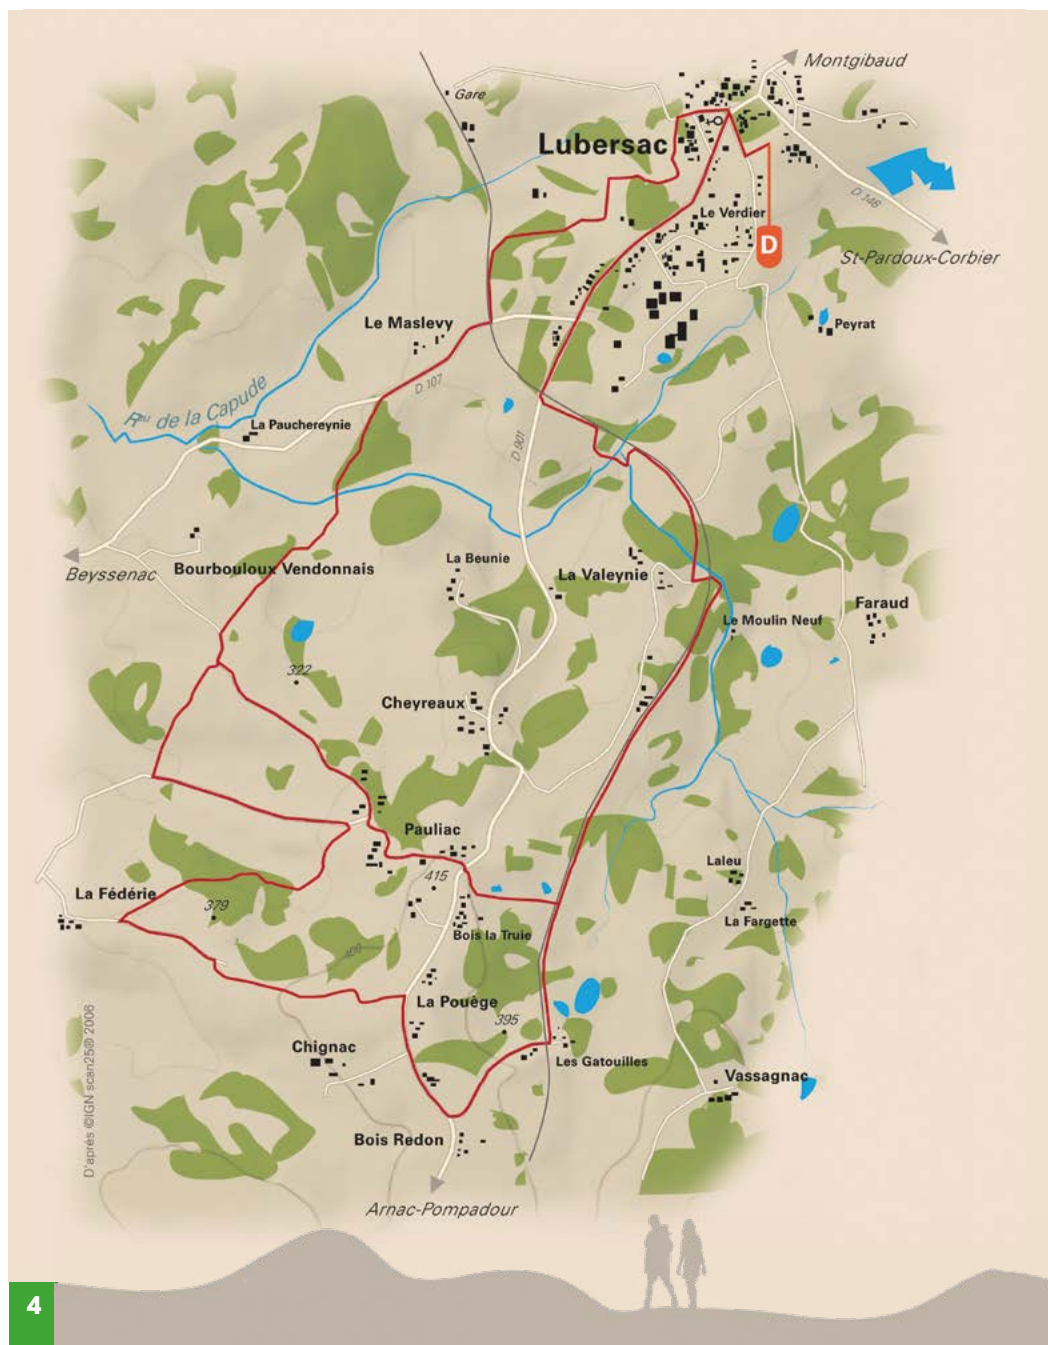 Montgibaud
Gare
Lubersac
D. 148
Le Verdier
D
St-Pardoux-Corbier
Le Maslevy
Peyrat
D. 107
Rau de la Capude
La Pauchereynie
D. 901
Beyssenac
Bourbouloux Vendonnais
La Beunie
La Valeynie
Faraud
Le Moulin Neuf
322
Cheyreaux
Pauliac
415
Laleu
La Fédérie
379
La Fargette
Bois la Truie
400
La Pouège
395
Chignac
Les Gatouilles
Vassagnac
D'après ©IGN scan25® 2006
Bois Redon
Arnac-Pompadour
4